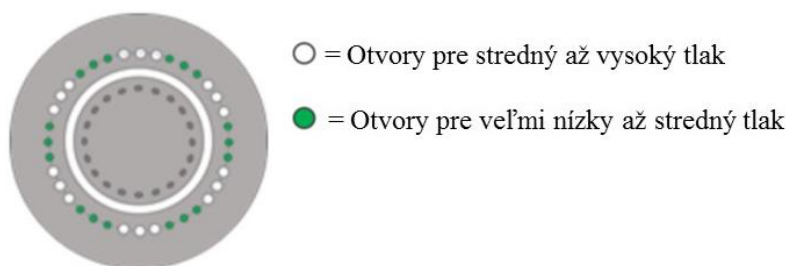 = Otvory pre stredný až vysoký tlak
= Otvory pre veľmi nízky až stredný tlak